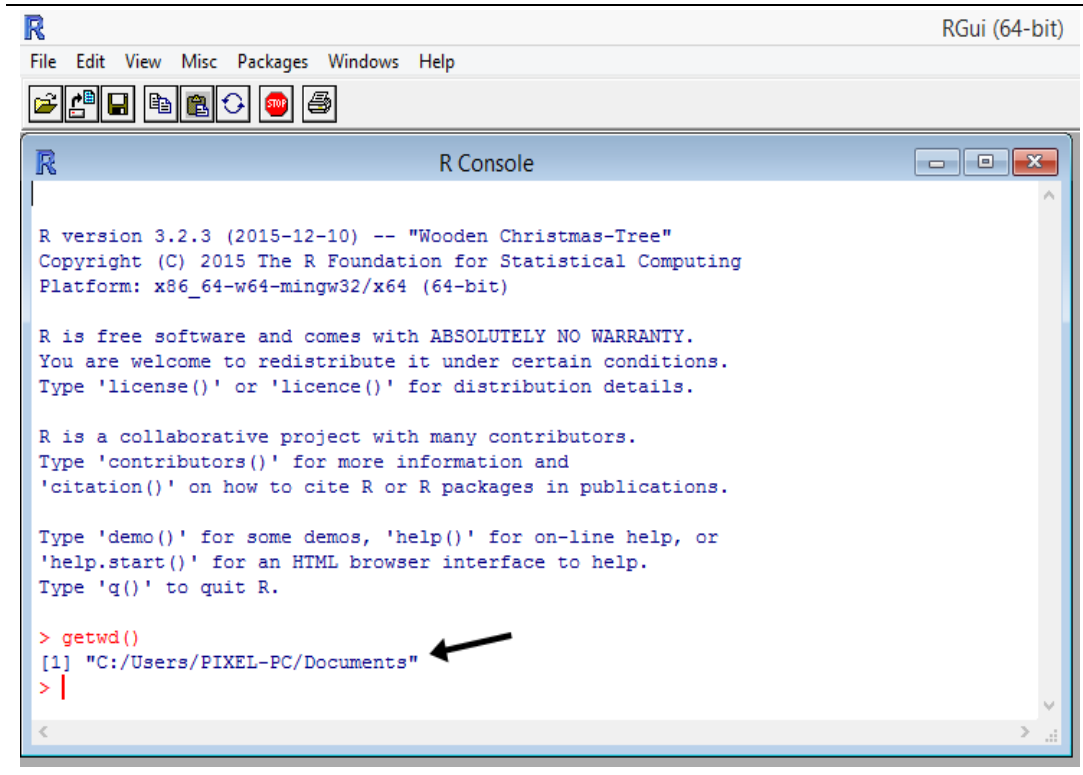 RGui (64-bit)
File Edit View Misc Packages Windows Help
STOP
R Console
R version 3.2.3 (2015-12-10) -- "Wooden Christmas-Tree"
Copyright (C) 2015 The R Foundation for Statistical Computing
Platform: x86_64-w64-mingw32/x64 (64-bit)
R is free software and comes with ABSOLUTELY NO WARRANTY.
You are welcome to redistribute it under certain conditions.
Type 'license()' or 'licence()' for distribution details.
R is a collaborative project with many contributors.
Type 'contributors()' for more information and
'citation()' on how to cite R or R packages in publications.
Type 'demo()' for some demos, 'help()' for on-line help, or
'help.start()' for an HTML browser interface to help.
Type 'q()' to quit R.
> getwd()
[1] "C:/Users/PIXEL-PC/Documents"
>